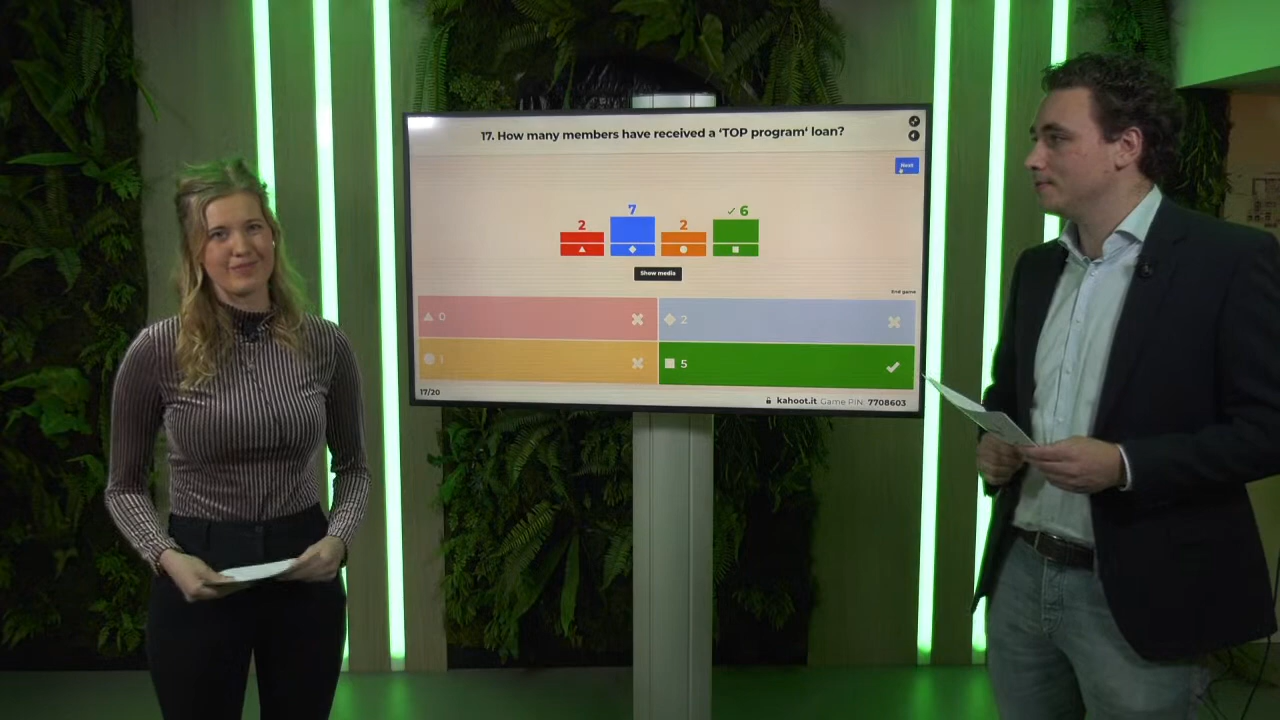 17. How many members have received a ‘TOP program‘ loan?
Next
2
7
2
6
Show media
End game
0
2
1
5
17/20
kahoot.it Game PIN: 7708603